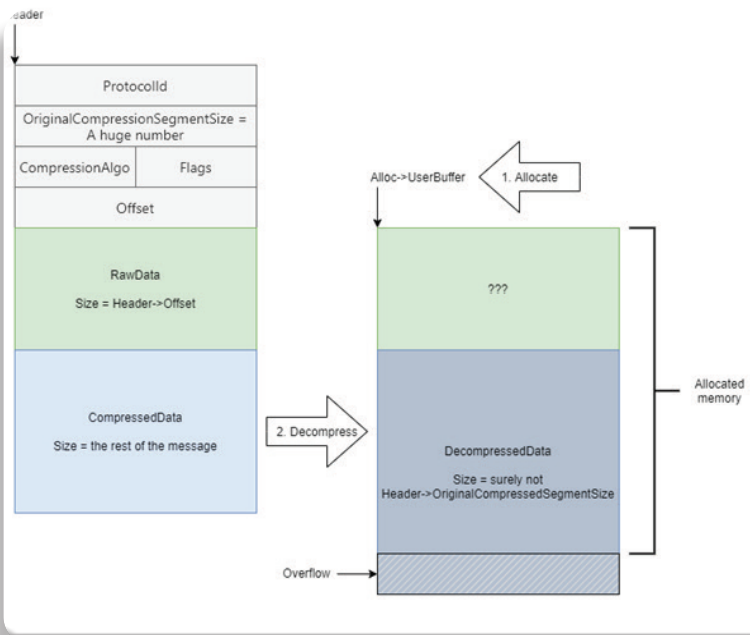 ProtocolId
OriginalCompressionSegmentSize =
A huge number
CompressionAlgo
Flags
Offset
RawData
Size = Header->Offset
CompressedData
Size = the rest of the message
2. Decompress
Alloc->UserBuffer
1. Allocate
???
DecompressedData
Size = surely not
Header->OriginalCompressedSegmentSize
Allocated
memory
Overflow